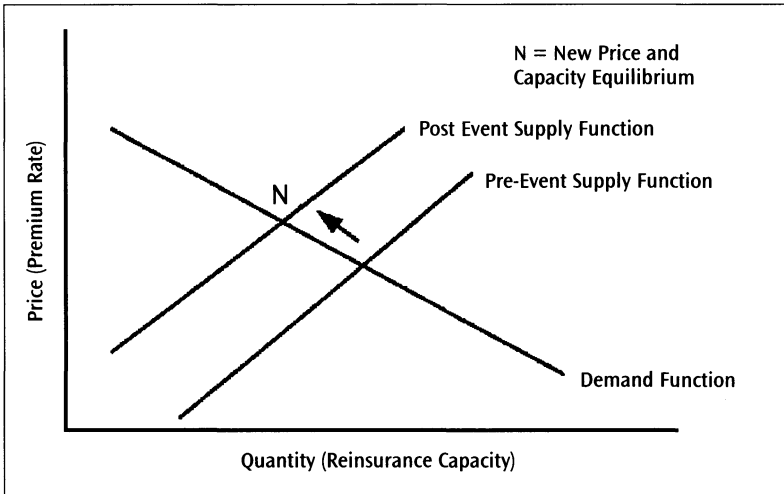 N = New Price and
Capacity Equilibrium
Post Event Supply Function
Pre-Event Supply Function
N
Price (Premium Rate)
Demand Function
Quantity (Reinsurance Capacity)